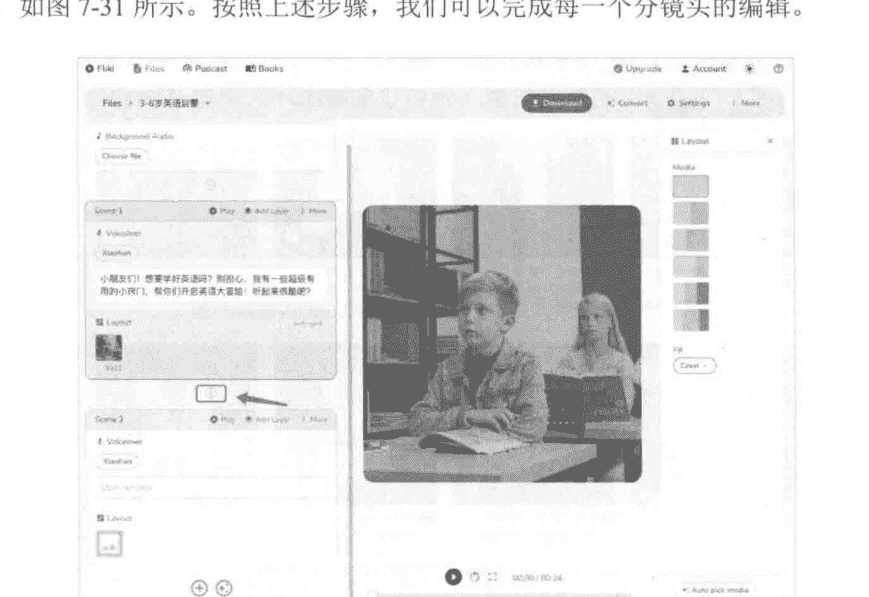 如图 7-31 所示。按照上述步骤，我们可以完成每一个分镜头的编辑。
Fliki Files Podcast Books Upgrade Account
Files > 3-6岁英语启蒙 Download Convert Settings More
Background Audio
Choose file
Scene 1 Play Add Layer More
Voiceover
Xiaohan
小朋友们！想要学好英语吗？别担心，我有一些超级有
用的小窍门，帮你们开启英语大冒险！听起来很酷吧？
Layout
Scene 2 Play Add Layer More
Voiceover
Xiaohan
Layout
00:00 / 00:24
Layout ×
Media
Fit
Cover
Auto pick media